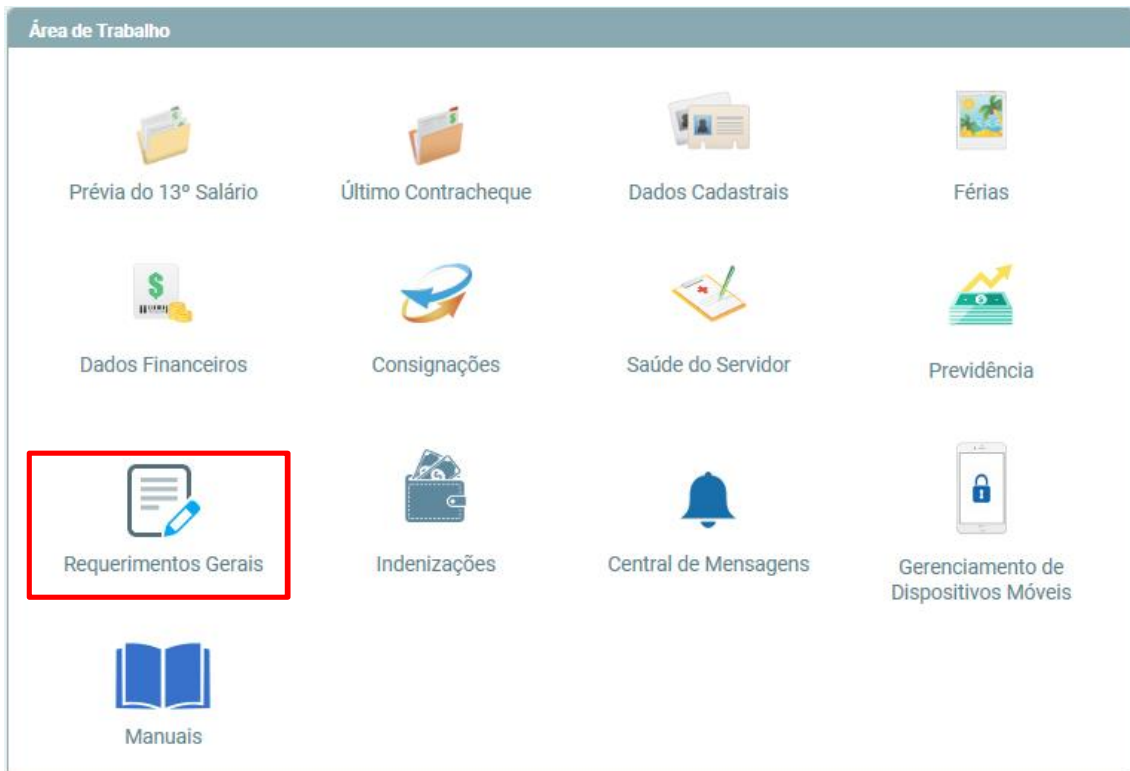 Área de Trabalho
Prévia do 13º Salário
Último Contracheque
Dados Cadastrais
Férias
Dados Financeiros
Consignações
Saúde do Servidor
Previdência
Requerimentos Gerais
Indenizações
Central de Mensagens
Gerenciamento de
Dispositivos Móveis
Manuais